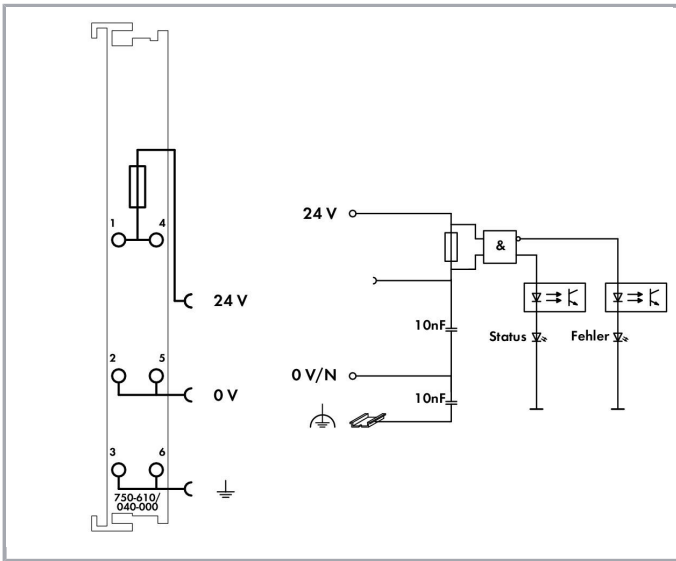 1 4
24 V
2 5
0 V
3 6
750-610/
040-000
24 V
&
10nF
Status Fehler
0 V/N
10nF